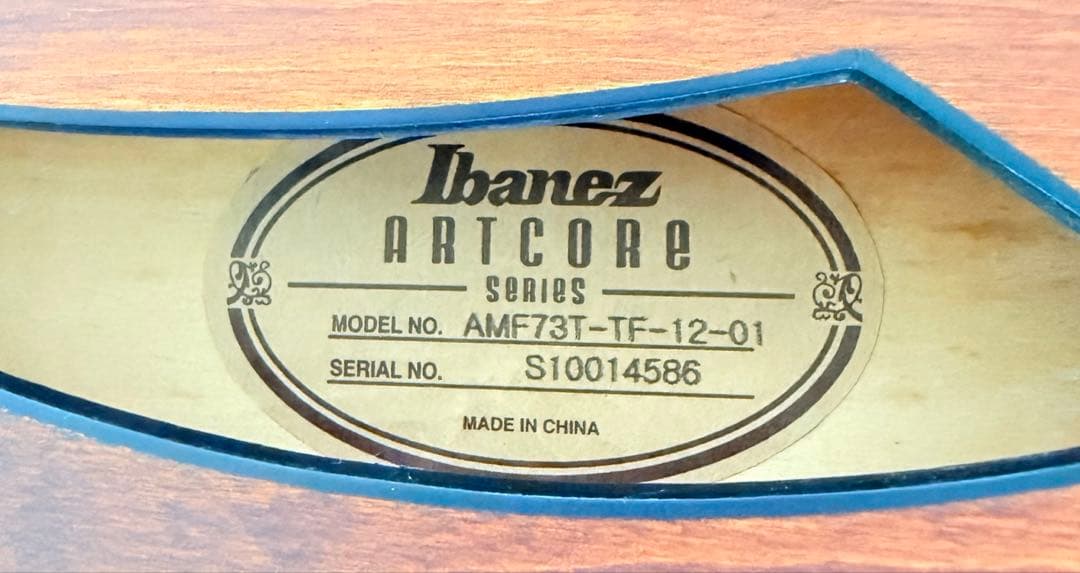 Ibanez
ARTCORE
SERIES
MODEL NO. AMF73T-TF-12-01
SERIAL NO. S10014586
MADE IN CHINA